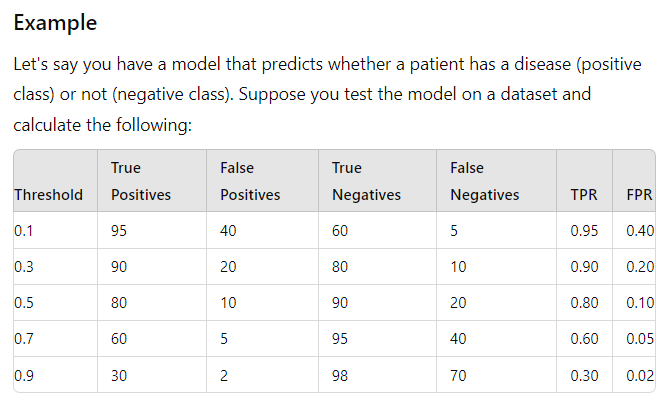 Example
Let's say you have a model that predicts whether a patient has a disease (positive
class) or not (negative class). Suppose you test the model on a dataset and
calculate the following:
Threshold True Positives False Positives True Negatives False Negatives TPR FPR
0.1 95 40 60 5 0.95 0.40
0.3 90 20 80 10 0.90 0.20
0.5 80 10 90 20 0.80 0.10
0.7 60 5 95 40 0.60 0.05
0.9 30 2 98 70 0.30 0.02